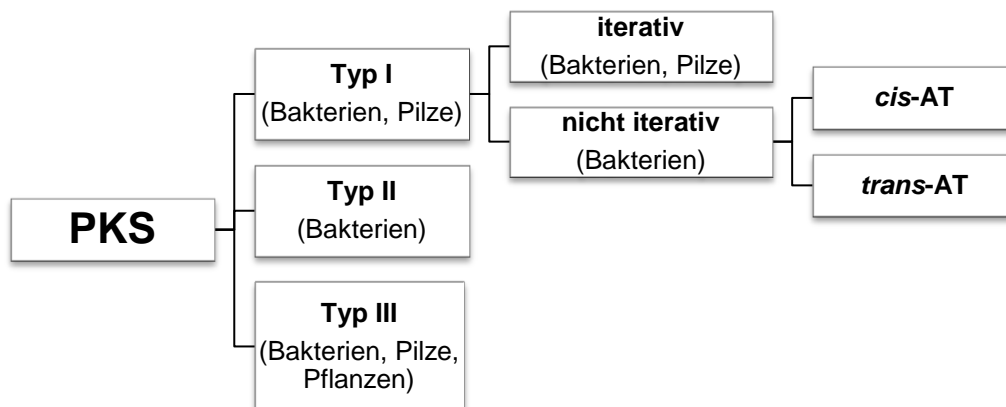 PKS
Typ I
(Bakterien, Pilze)
Typ II
(Bakterien)
Typ III
(Bakterien, Pilze,
Pflanzen)
iterativ
(Bakterien, Pilze)
nicht iterativ
(Bakterien)
cis-AT
trans-AT